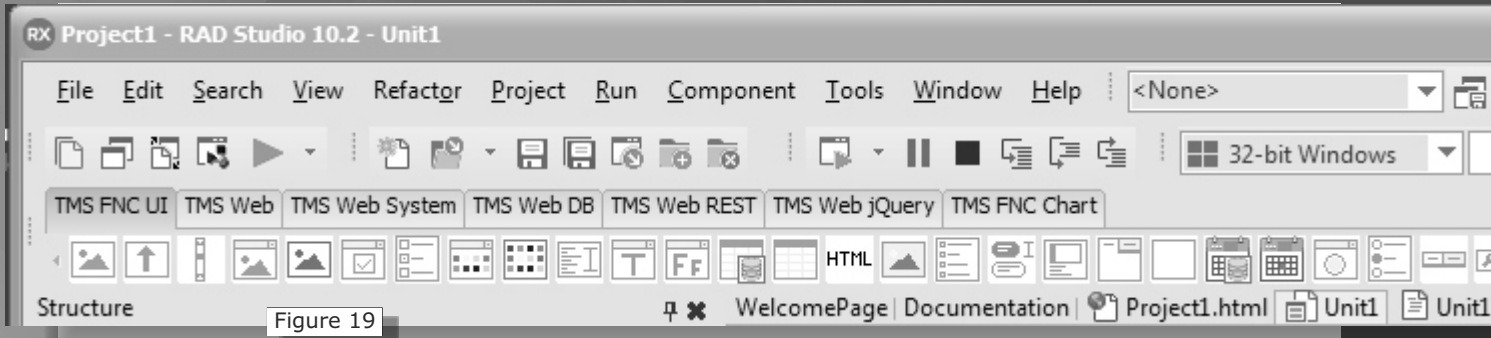 RX Project1 - RAD Studio 10.2 - Unit1
File Edit Search View Refactor Project Run Component Tools Window Help <None>
32-bit Windows
TMS FNC UI TMS Web TMS Web System TMS Web DB TMS Web REST TMS Web jQuery TMS FNC Chart
T FF HTML
Structure WelcomePage Documentation Project1.html Unit1 Unit1
Figure 19